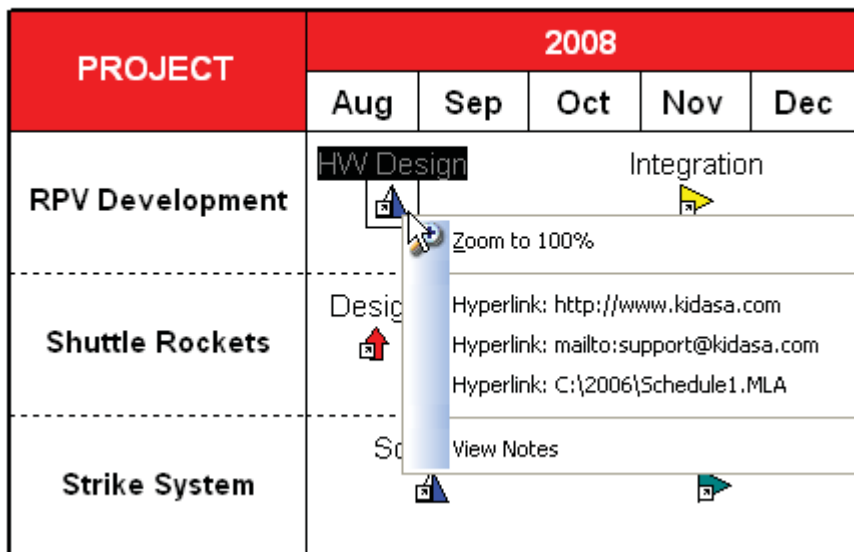 PROJECT
2008
Aug Sep Oct Nov Dec
HW Design
Integration
RPV Development
Zoom to 100%
Hyperlink: http://www.kidasa.com
Shuttle Rockets
Hyperlink: mailto:support@kidasa.com
Hyperlink: C:\2006\Schedule1.MLA
View Notes
Strike System